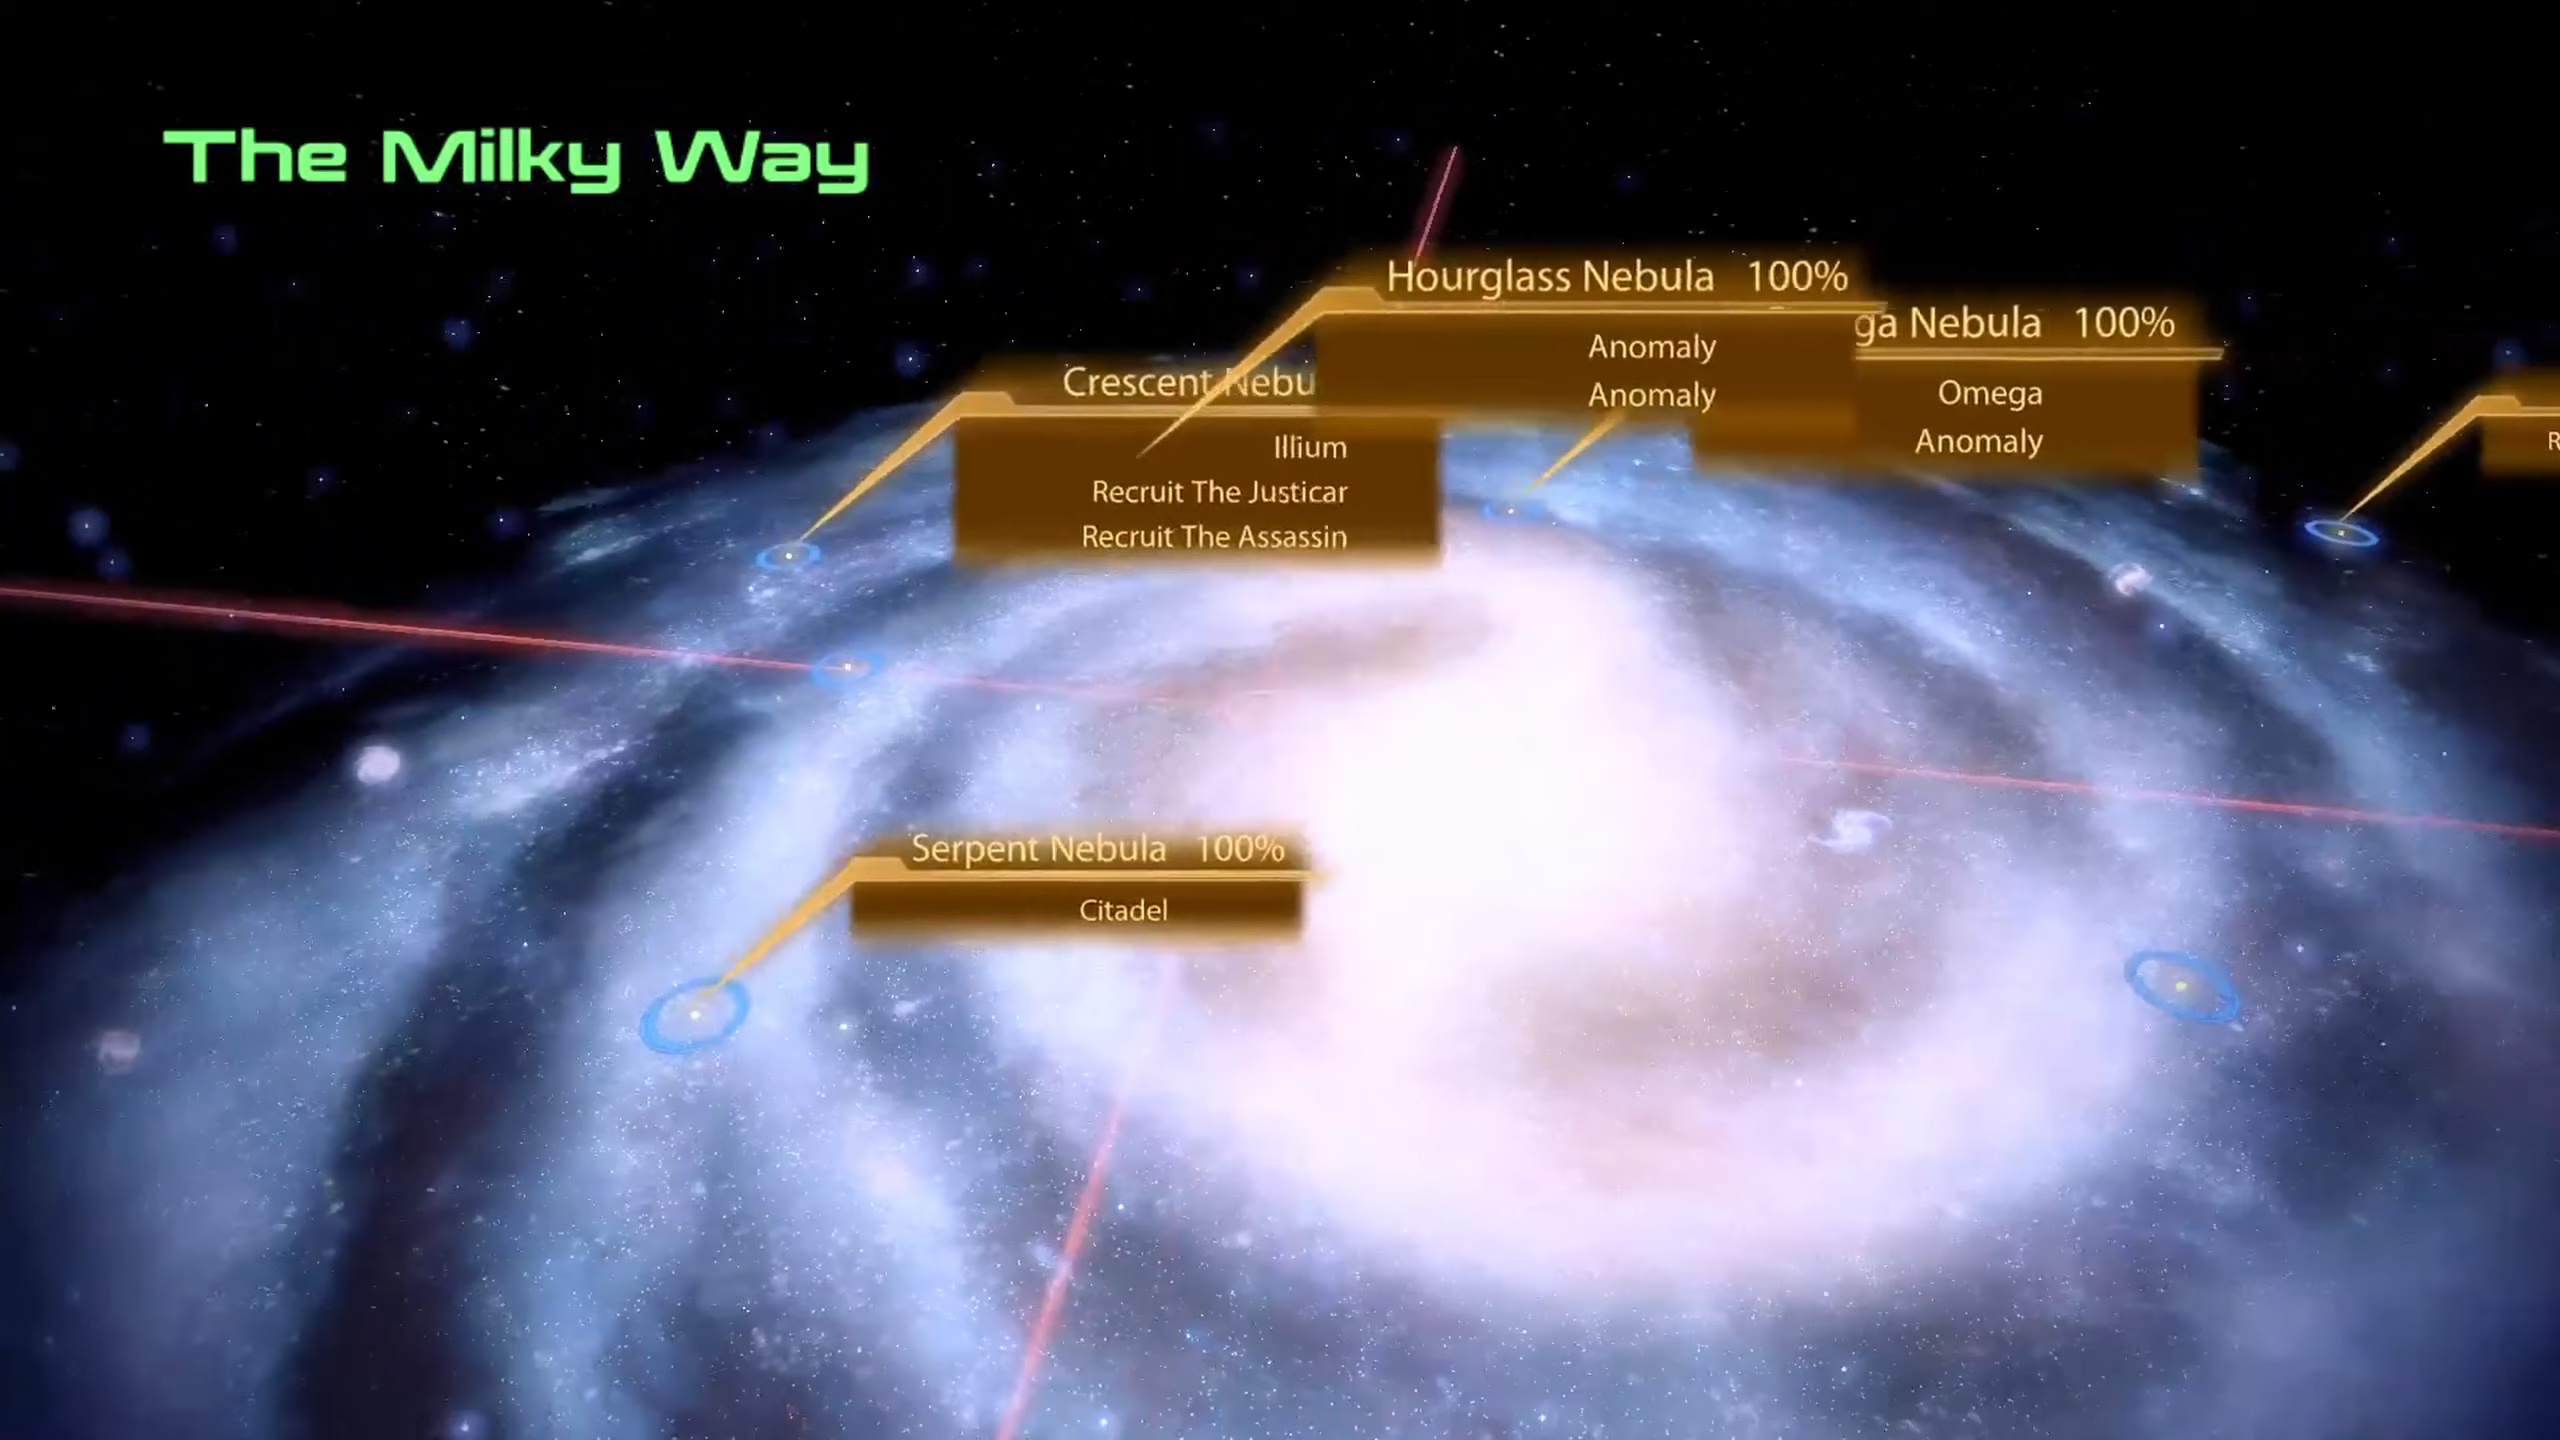 The Milky Way
Hourglass Nebula 100%
Anomaly
Anomaly
ga Nebula 100%
Omega
Anomaly
Crescent Nebu
Illium
Recruit The Justicar
Recruit The Assassin
R
Serpent Nebula 100%
Citadel